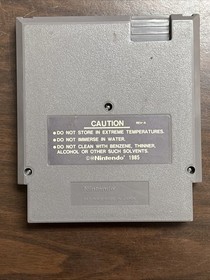 CAUTION
● DO NOT STORE IN EXTREME TEMPERATURES.
● DO NOT IMMERSE IN WATER.
● DO NOT CLEAN WITH BENZENE, THINNER,
ALCOHOL OR OTHER SUCH SOLVENTS.
©® Nintendo® 1985